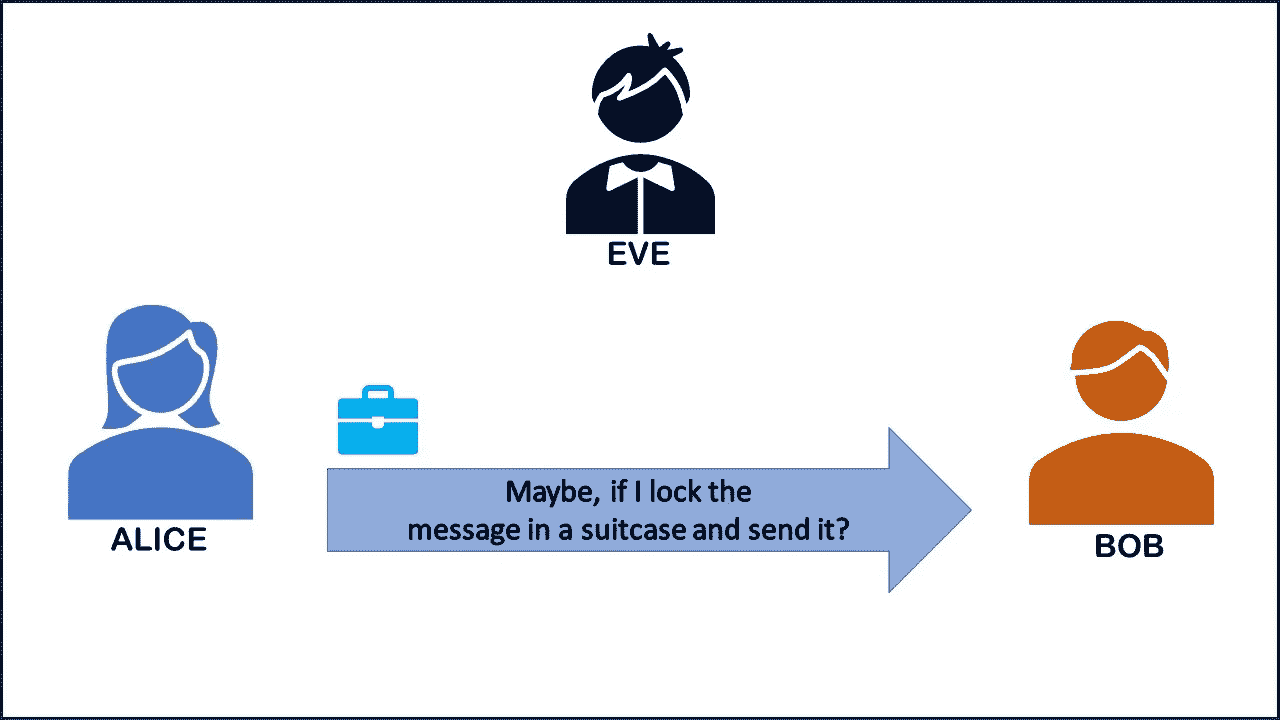 EVE
Maybe, if I lock the
message in a suitcase and send it?
ALICE
BOB